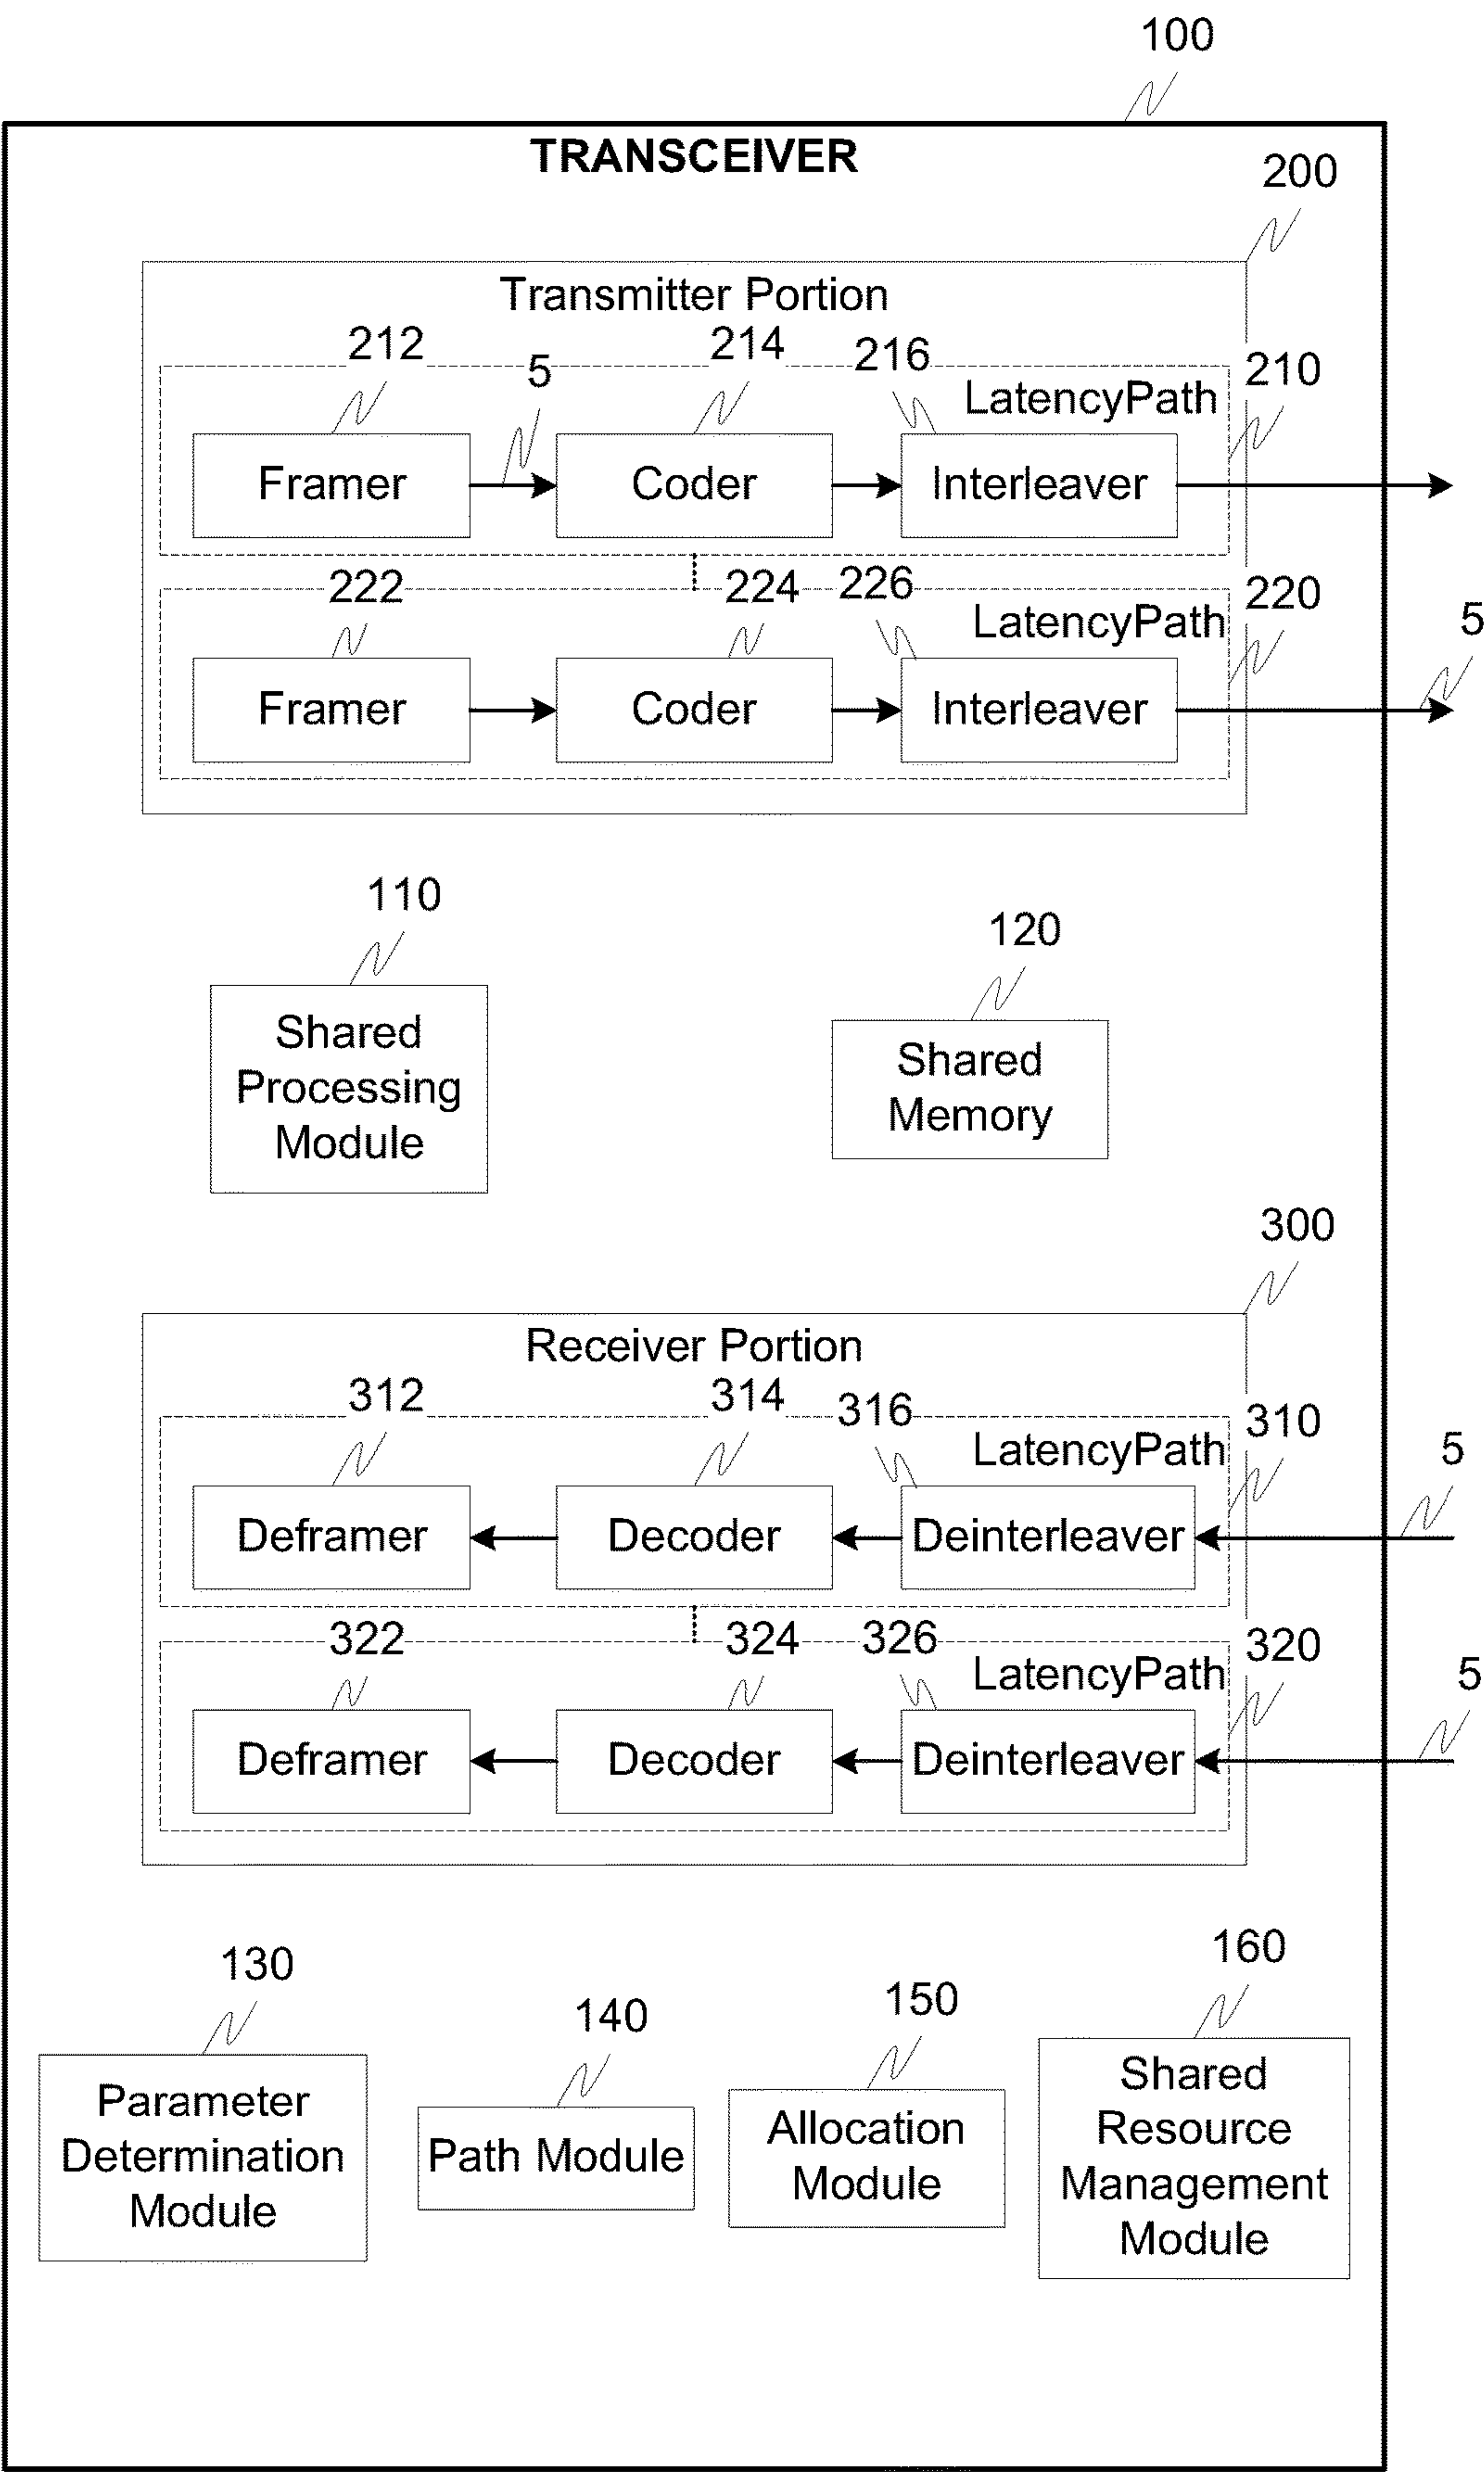 100
TRANSCEIVER
200
Transmitter Portion
212
5
214
216
210
LatencyPath
Framer
Coder
Interleaver
222
224
226
220
LatencyPath
5
Framer
Coder
Interleaver
110
120
Shared
Processing
Module
Shared
Memory
300
Receiver Portion
312
314
316
310
LatencyPath
5
Deframer
Decoder
Deinterleaver
322
324
326
320
LatencyPath
5
Deframer
Decoder
Deinterleaver
130
140
150
160
Parameter
Determination
Module
Path Module
Allocation
Module
Shared
Resource
Management
Module